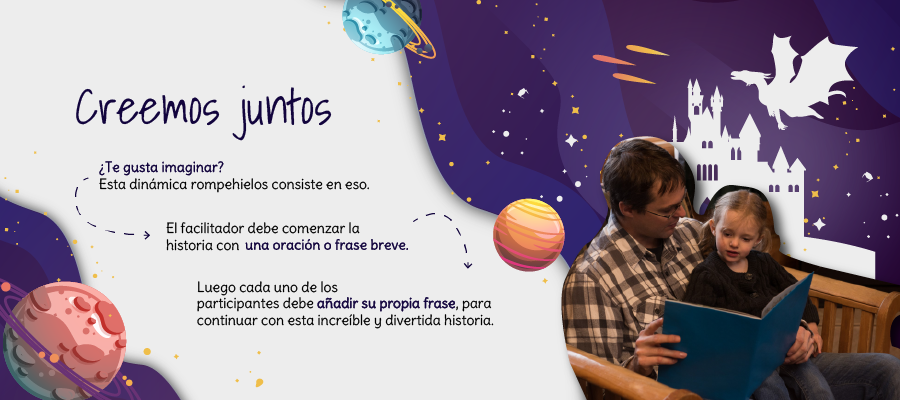 Creemos juntos
¿Te gusta imaginar?
Esta dinámica rompehielos consiste en eso.
El facilitador debe comenzar la
historia con una oración o frase breve.
Luego cada uno de los
participantes debe añadir su propia frase, para
continuar con esta increíble y divertida historia.